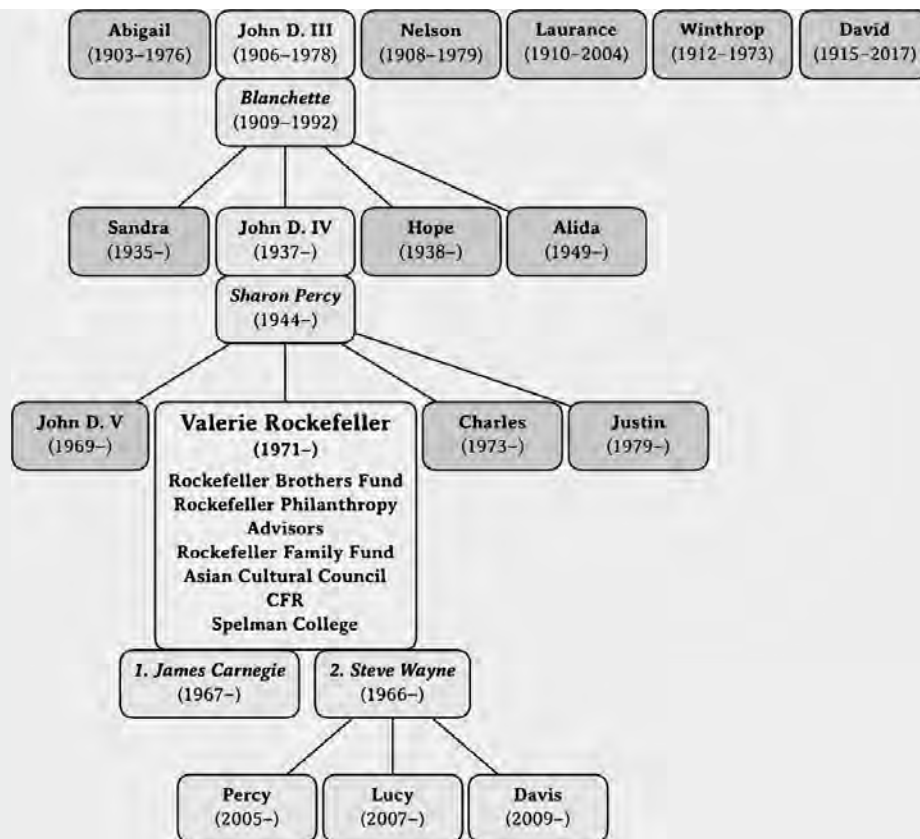 Abigail
(1903–1976)
John D. III
(1906–1978)
Nelson
(1908–1979)
Laurance
(1910–2004)
Winthrop
(1912–1973)
David
(1915–2017)
Blanchette
(1909–1992)
Sandra
(1935–)
John D. IV
(1937–)
Hope
(1938–)
Alida
(1949–)
Sharon Percy
(1944–)
John D. V
(1969–)
Valerie Rockefeller
(1971–)
Rockefeller Brothers Fund
Rockefeller Philanthropy
Advisors
Rockefeller Family Fund
Asian Cultural Council
CFR
Spelman College
Charles
(1973–)
Justin
(1979–)
1. James Carnegie
(1967–)
2. Steve Wayne
(1966–)
Percy
(2005–)
Lucy
(2007–)
Davis
(2009–)